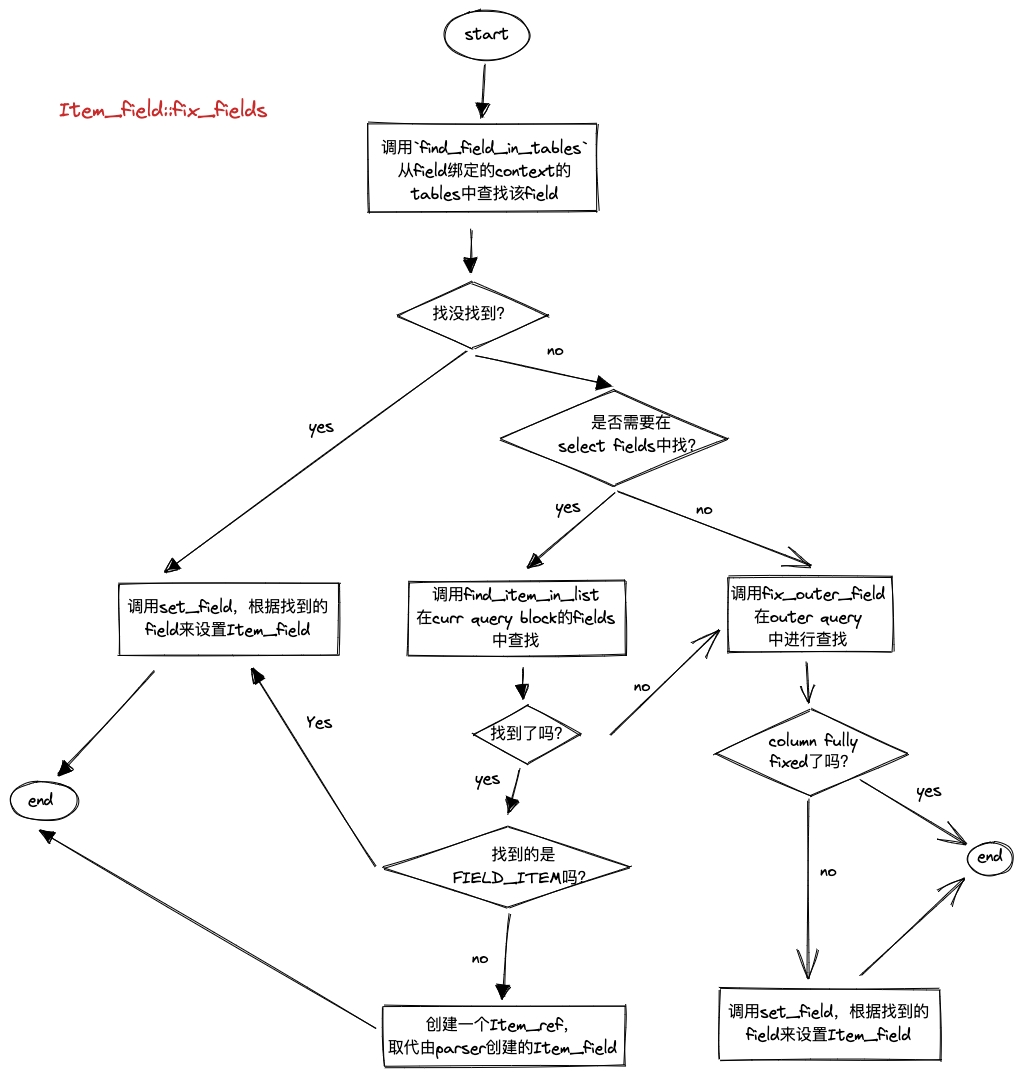 start
Item_field::fix_fields
调用`find_field_in_tables`
从field绑定的context的
tables中查找该field
找没找到?
no
yes
是否需要在
select fields中找?
yes
no
调用set_field，根据找到的
field来设置Item_field
调用find_item_in_list
在curr query block的fields
中查找
调用fix_outer_field
在outer query
中进行查找
no
Yes
找到了吗?
column fully
fixed了吗?
yes
yes
end
找到的是
FIELD_ITEM吗?
end
no
no
创建一个Item_ref,
取代由parser创建的Item_field
调用set_field，根据找到的
field来设置Item_field